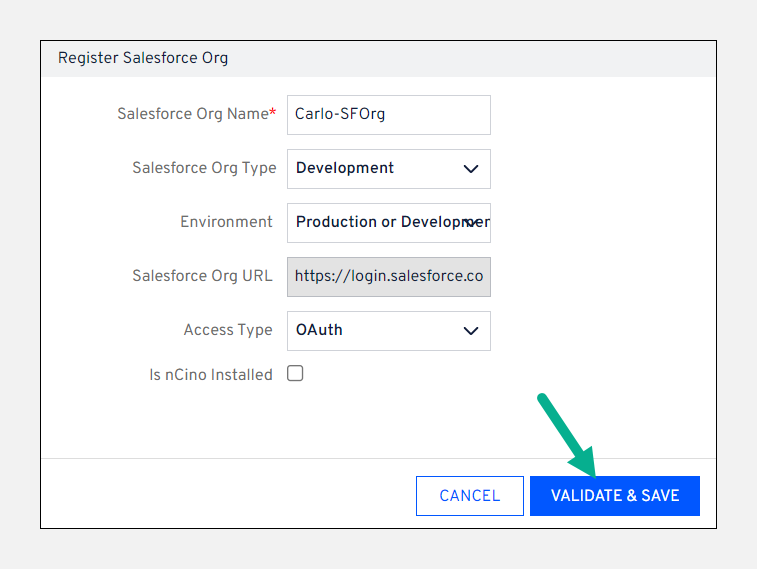 Register Salesforce Org
Salesforce Org Name* Carlo-SFOrg
Salesforce Org Type Development
Environment Production or Developmer
Salesforce Org URL https://login.salesforce.co
Access Type OAuth
Is nCino Installed
CANCEL VALIDATE & SAVE